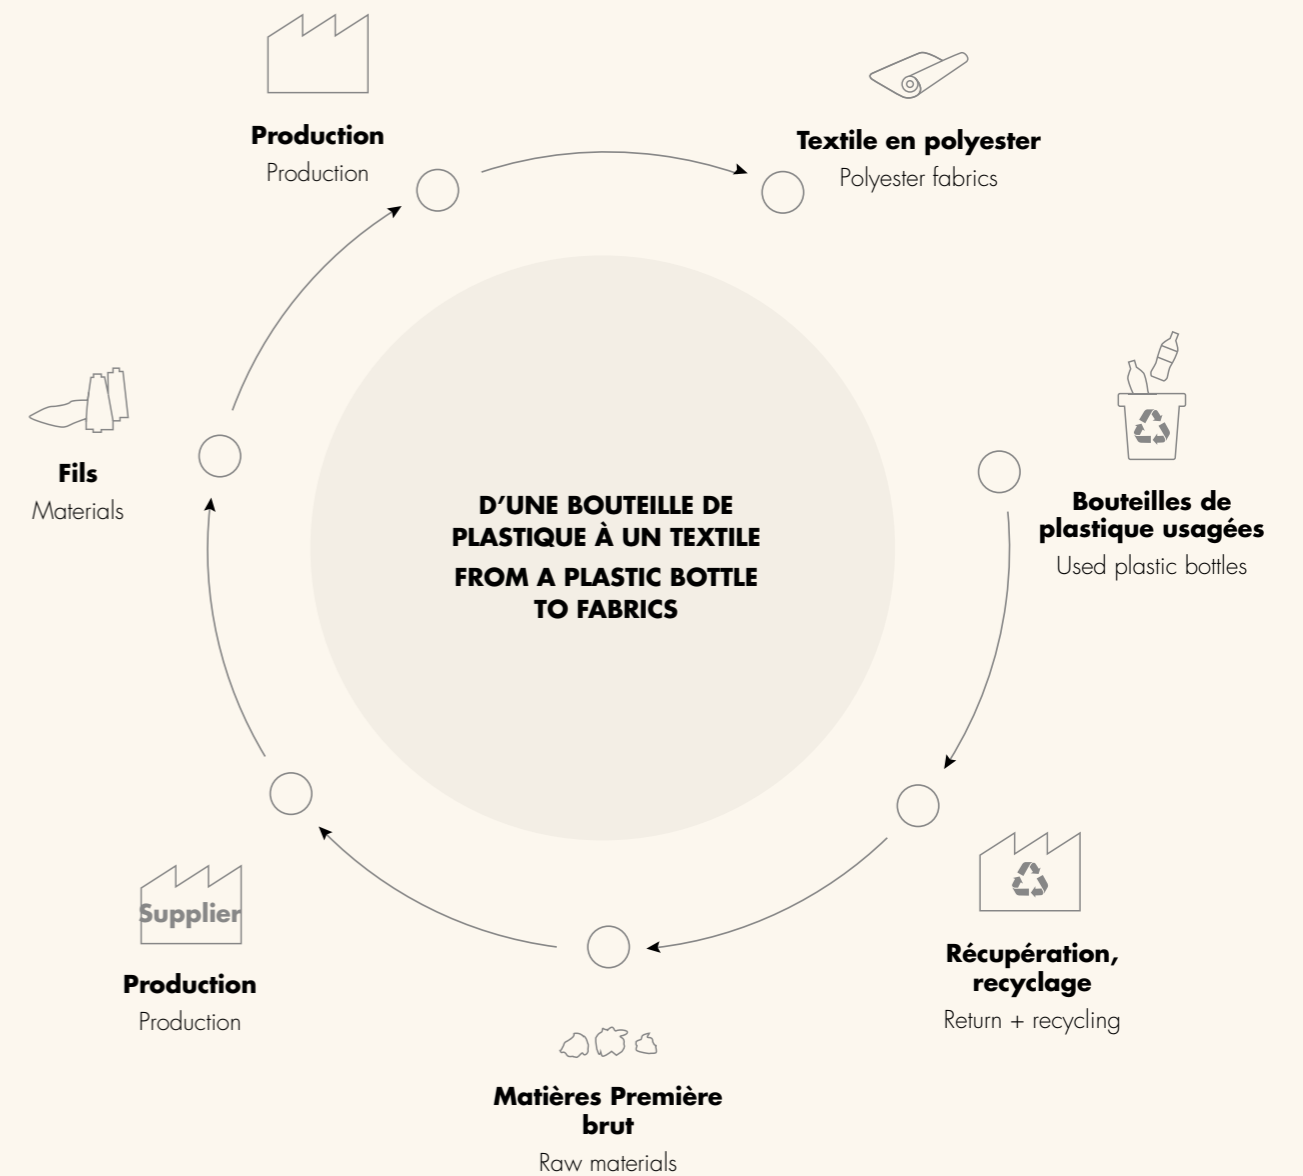 Production
Production
Textile en polyester
Polyester fabrics
Fils
Materials
D'UNE BOUTEILLE DE
PLASTIQUE À UN TEXTILE
FROM A PLASTIC BOTTLE
TO FABRICS
Bouteilles de
plastique usagées
Used plastic bottles
Supplier
Production
Production
Récupération,
recyclage
Return + recycling
Matières Première
brut
Raw materials